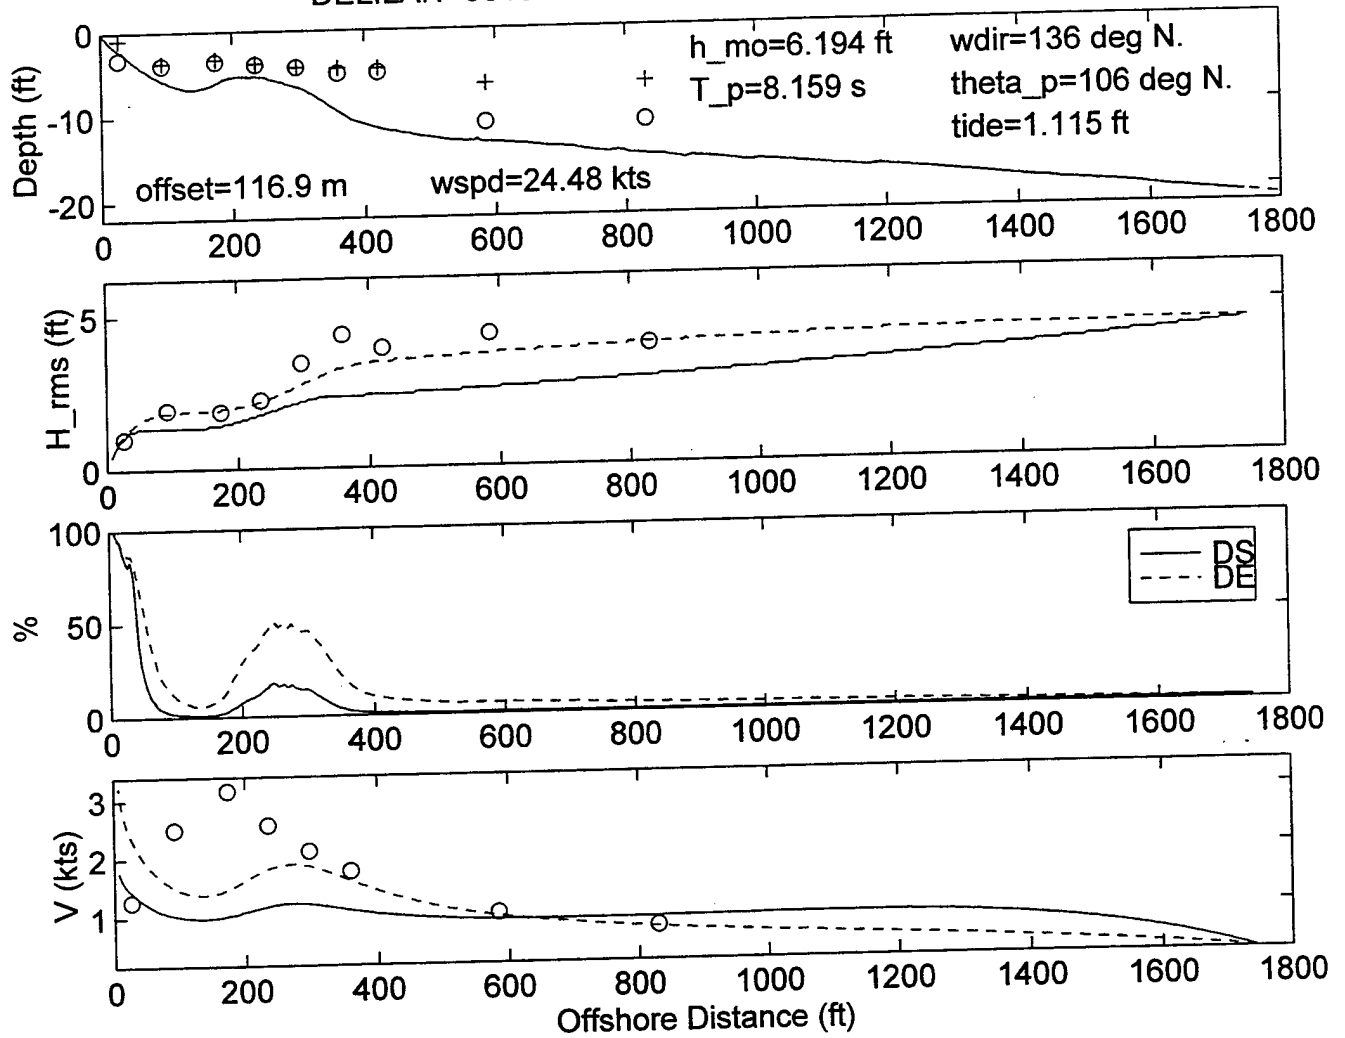 0
-10
-20
Depth (ft)
h_mo=6.194 ft
wdir=136 deg N.
T_p=8.159 s
theta_p=106 deg N.
tide=1.115 ft
offset=116.9 m
wspd=24.48 kts
0 200 400 600 800 1000 1200 1400 1600 1800
5
0
H_rms (ft)
0 200 400 600 800 1000 1200 1400 1600 1800
100
50
0
%
DS
DE
0 200 400 600 800 1000 1200 1400 1600 1800
3
2
1
V (kts)
0 200 400 600 800 1000 1200 1400 1600 1800
Offshore Distance (ft)